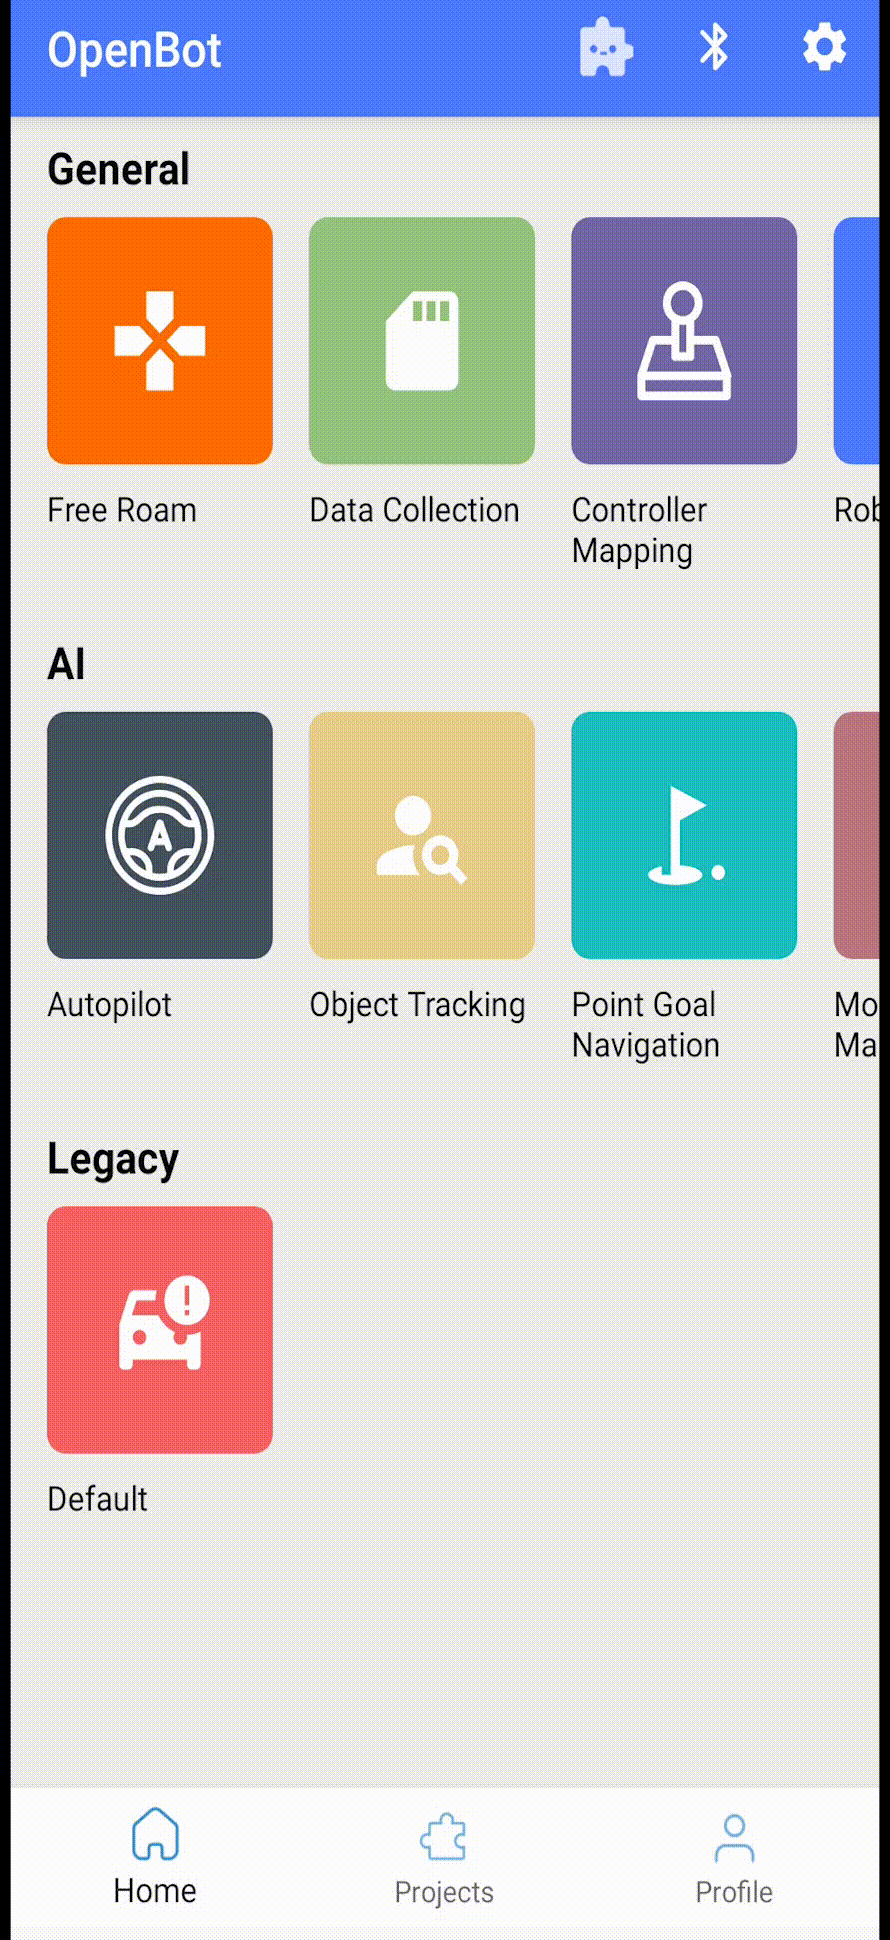 OpenBot
General
Free Roam
Data Collection
Controller
Mapping
Rob
AI
A
Autopilot
Object Tracking
Point Goal
Navigation
Mo
Ma
Legacy
Default
Home
Projects
Profile